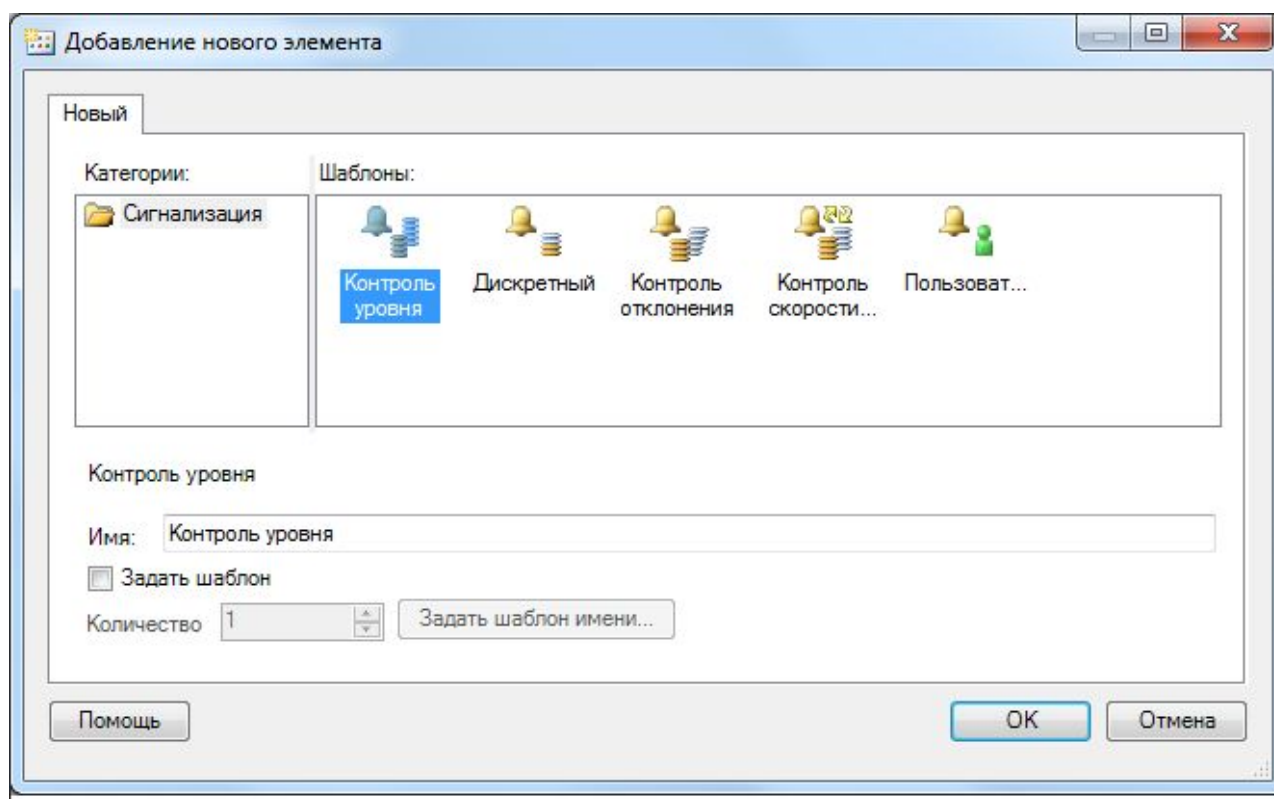 Добавление нового элемента
Новый
Категории:
Шаблоны:
Сигнализация
Контроль уровня
Дискретный
Контроль отклонения
Контроль скорости...
Пользоват...
Контроль уровня
Имя: Контроль уровня
Задать шаблон
Количество 1 Задать шаблон имени...
Помощь OK Отмена